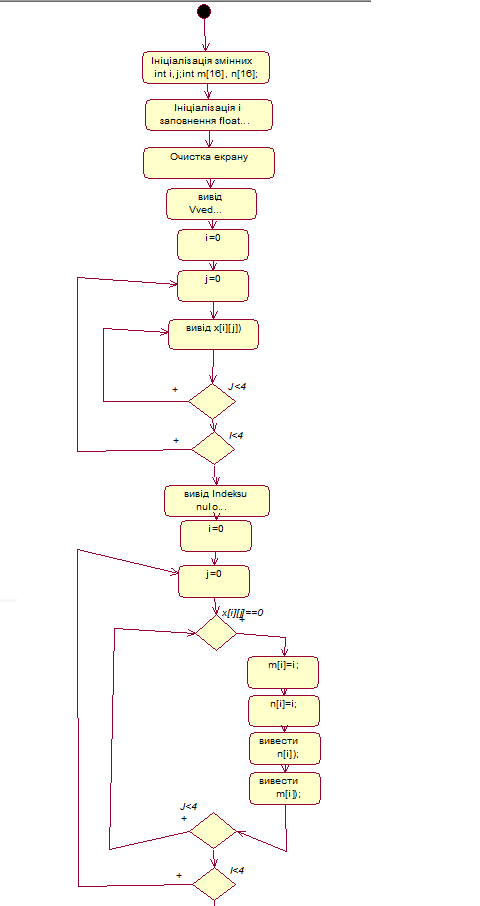 Ініціалізація змінних
int i,j;int m[16], n[16];
Ініціалізація і
заповнення float...
Очистка екрану
вивід
Vved...
i=0
j=0
вивід x[i][j])
J<4
+
I<4
+
вивід Indeksu
nulo...
i=0
j=0
x[i][j]==0
+
m[i]=i;
n[i]=i;
вивести
n[i]);
вивести
m[i]);
J<4
+
I<4
+